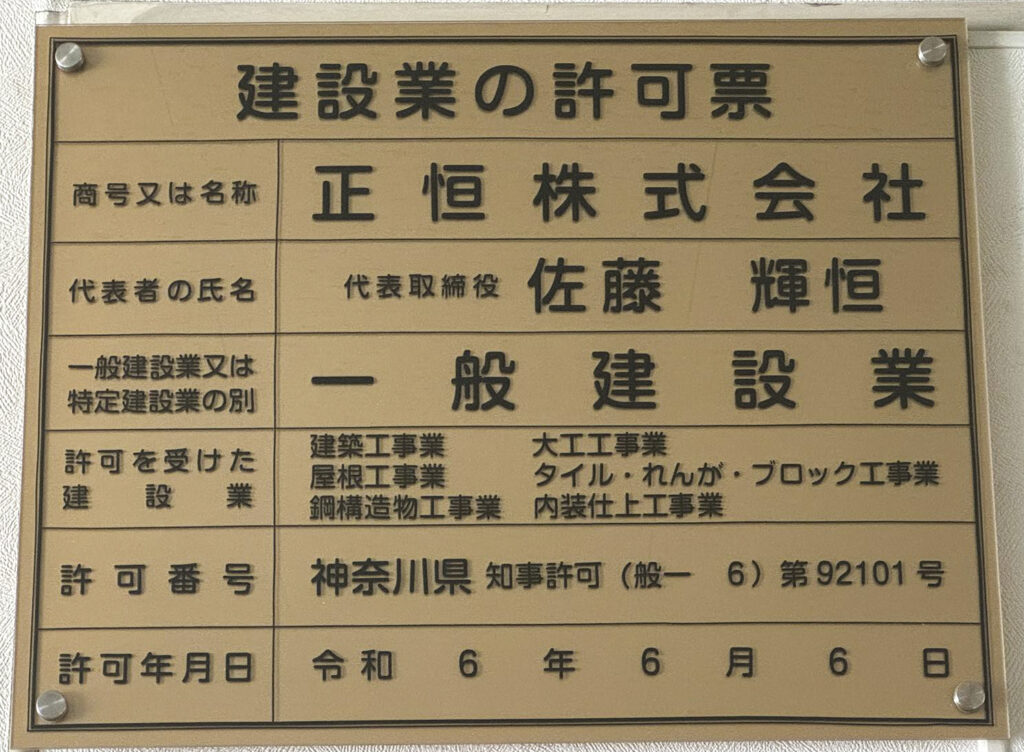 建設業の許可票
商号又は名称 正恒株式会社
代表者の氏名 代表取締役 佐藤 輝恒
一般建設業又は
特定建設業の別
一般建設業
許可を受けた
建設業
建築工事業 大工工事業
屋根工事業 タイル・れんが・ブロック工事業
鋼構造物工事業 内装仕上工事業
許可番号 神奈川県 知事許可(般ー 6)第92101号
許可年月日 令和 6 年 6 月 6 日